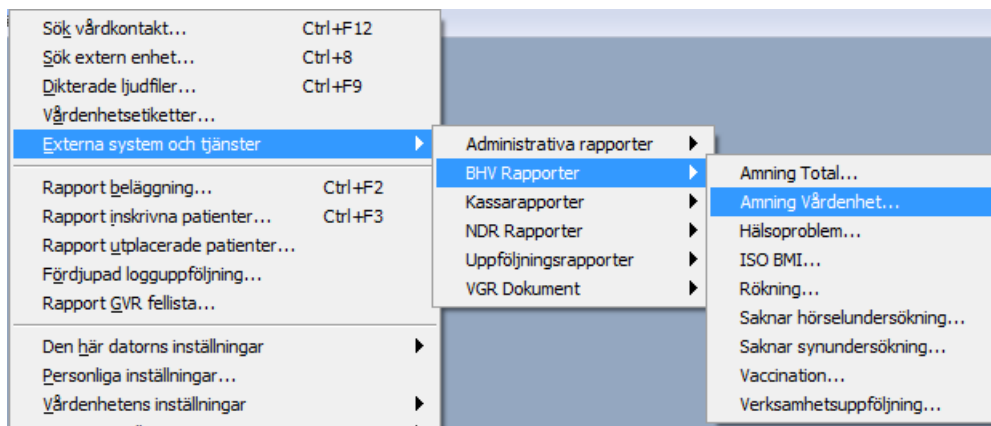 Sök vårdkontakt... Ctrl+F12
Sök extern enhet... Ctrl+8
Dikterade ljudfiler... Ctrl+F9
Vårdenhetsetiketter...
Externa system och tjänster
Rapport beläggning... Ctrl+F2
Rapport inskrivna patienter... Ctrl+F3
Rapport utplacerade patienter...
Fördjupad logguppföljning...
Rapport GVR fellista...
Den här datorns inställningar
Personliga inställningar...
Vårdenhetens inställningar
Administrativa rapporter
BHV Rapporter
Kassarapporter
NDR Rapporter
Uppföljningsrapporter
VGR Dokument
Amning Total...
Amning Vårdenhet...
Hälsoproblem...
ISO BMI...
Rökning...
Saknar hörselundersökning...
Saknar synundersökning...
Vaccination...
Verksamhetsuppföljning...